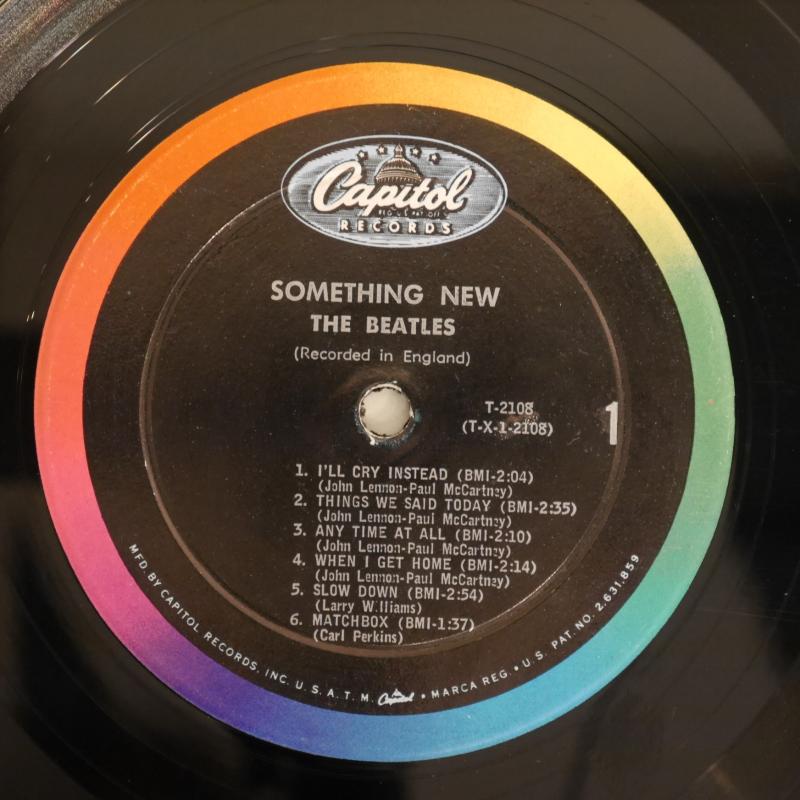 Capitol
RECORDS
SOMETHING NEW
THE BEATLES
(Recorded in England)
T-2108
(T-X-1-2108)
1
1. I'LL CRY INSTEAD (BMI-2:04)
(John Lennon-Paul McCartney)
2. THINGS WE SAID TODAY (BMI-2:35)
(John Lennon-Paul McCartney)
3. ANY TIME AT ALL (BMI-2:10)
(John Lennon-Paul McCartney)
4. WHEN I GET HOME (BMI-2:14)
(John Lennon-Paul McCartney)
5. SLOW DOWN (BMI-2:54)
(Larry Williams)
6. MATCHBOX (BMI-1:37)
(Carl Perkins)
MFD. BY CAPITOL RECORDS, INC. U. S. A. T. M. Capitol • MARCA REG. • U. S. PAT. NO. 2,631,859